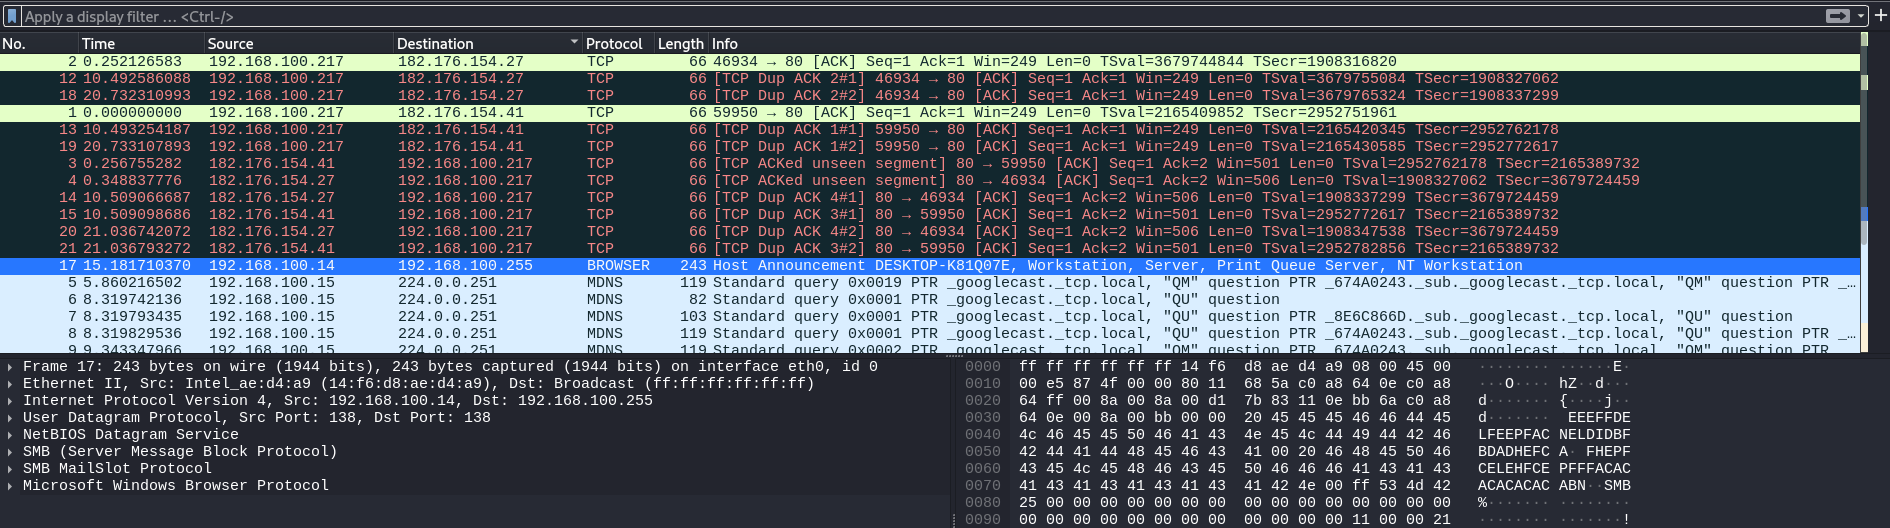 Apply a display filter … <Ctrl-/>
No. Time Source Destination Protocol Length Info
2 0.252126583 192.168.100.217 182.176.154.27 TCP 66 46934 → 80 [ACK] Seq=1 Ack=1 Win=249 Len=0 TSval=3679744844 TSecr=1908316820
12 10.492586088 192.168.100.217 182.176.154.27 TCP 66 [TCP Dup ACK 2#1] 46934 → 80 [ACK] Seq=1 Ack=1 Win=249 Len=0 TSval=3679755084 TSecr=1908327062
18 20.732310993 192.168.100.217 182.176.154.27 TCP 66 [TCP Dup ACK 2#2] 46934 → 80 [ACK] Seq=1 Ack=1 Win=249 Len=0 TSval=3679765324 TSecr=1908337299
1 0.000000000 192.168.100.217 182.176.154.41 TCP 66 59950 → 80 [ACK] Seq=1 Ack=1 Win=249 Len=0 TSval=2165409852 TSecr=2952751961
13 10.493254187 192.168.100.217 182.176.154.41 TCP 66 [TCP Dup ACK 1#1] 59950 → 80 [ACK] Seq=1 Ack=1 Win=249 Len=0 TSval=2165420345 TSecr=2952762178
19 20.733107893 192.168.100.217 182.176.154.41 TCP 66 [TCP Dup ACK 1#2] 59950 → 80 [ACK] Seq=1 Ack=1 Win=249 Len=0 TSval=2165430585 TSecr=2952772617
3 0.256755282 182.176.154.41 192.168.100.217 TCP 66 [TCP ACKed unseen segment] 80 → 59950 [ACK] Seq=1 Ack=2 Win=501 Len=0 TSval=2952762178 TSecr=2165389732
4 0.348837776 182.176.154.27 192.168.100.217 TCP 66 [TCP ACKed unseen segment] 80 → 46934 [ACK] Seq=1 Ack=2 Win=506 Len=0 TSval=1908327062 TSecr=3679724459
14 10.509066687 182.176.154.27 192.168.100.217 TCP 66 [TCP Dup ACK 4#1] 80 → 46934 [ACK] Seq=1 Ack=2 Win=506 Len=0 TSval=1908337299 TSecr=3679724459
15 10.509098686 182.176.154.41 192.168.100.217 TCP 66 [TCP Dup ACK 3#1] 80 → 59950 [ACK] Seq=1 Ack=2 Win=501 Len=0 TSval=2952772617 TSecr=2165389732
20 21.036742072 182.176.154.27 192.168.100.217 TCP 66 [TCP Dup ACK 4#2] 80 → 46934 [ACK] Seq=1 Ack=2 Win=506 Len=0 TSval=1908347538 TSecr=3679724459
21 21.036793272 182.176.154.41 192.168.100.217 TCP 66 [TCP Dup ACK 3#2] 80 → 59950 [ACK] Seq=1 Ack=2 Win=501 Len=0 TSval=2952782856 TSecr=2165389732
17 15.181710370 192.168.100.14 192.168.100.255 BROWSER 243 Host Announcement DESKTOP-K81Q07E, Workstation, Server, Print Queue Server, NT Workstation
5 5.860216502 192.168.100.15 224.0.0.251 MDNS 119 Standard query 0x0019 PTR _googlecast._tcp.local, "QM" question PTR _674A0243._sub._googlecast._tcp.local, "QM" question PTR _…
6 8.319742136 192.168.100.15 224.0.0.251 MDNS 82 Standard query 0x0001 PTR _googlecast._tcp.local, "QU" question
7 8.319793435 192.168.100.15 224.0.0.251 MDNS 103 Standard query 0x0001 PTR _googlecast._tcp.local, "QU" question PTR _8E6C866D._sub._googlecast._tcp.local, "QU" question
8 8.319829536 192.168.100.15 224.0.0.251 MDNS 119 Standard query 0x0001 PTR _googlecast._tcp.local, "QU" question PTR _674A0243._sub._googlecast._tcp.local, "QU" question PTR _…
9 9.343347966 192.168.100.15 224.0.0.251 MDNS 119 Standard query 0x0002 PTR _googlecast._tcp.local, "QM" question PTR _674A0243._sub._googlecast._tcp.local, "QM" question PTR
Frame 17: 243 bytes on wire (1944 bits), 243 bytes captured (1944 bits) on interface eth0, id 0
Ethernet II, Src: Intel_ae:d4:a9 (14:f6:d8:ae:d4:a9), Dst: Broadcast (ff:ff:ff:ff:ff:ff)
Internet Protocol Version 4, Src: 192.168.100.14, Dst: 192.168.100.255
User Datagram Protocol, Src Port: 138, Dst Port: 138
NetBIOS Datagram Service
SMB (Server Message Block Protocol)
SMB MailSlot Protocol
Microsoft Windows Browser Protocol
0000 ff ff ff ff ff ff 14 f6 d8 ae d4 a9 08 00 45 00 ········ ······E·
0010 00 e5 87 4f 00 00 80 11 68 5a c0 a8 64 0e c0 a8 ···O···· hZ··d···
0020 64 ff 00 8a 00 8a 00 d1 7b 83 11 0e bb 6a c0 a8 d······· {····j··
0030 64 0e 00 8a 00 bb 00 00 20 45 45 45 46 46 44 45 d······· EEEFFDE
0040 4c 46 45 45 50 46 41 43 4e 45 4c 44 49 44 42 46 LFEEPFAC NELDIDBF
0050 42 44 41 44 48 45 46 43 41 00 20 46 48 45 50 46 BDADHEFC A· FHEPF
0060 43 45 4c 45 48 46 43 45 50 46 46 46 41 43 41 43 CELEHFCE PFFFACAC
0070 41 43 41 43 41 43 41 43 41 42 4e 00 ff 53 4d 42 ACACACAC ABN··SMB
0080 25 00 00 00 00 00 00 00 00 00 00 00 00 00 00 00 %······· ········
0090 00 00 00 00 00 00 00 00 00 00 00 00 11 00 00 21 ········ ·······!